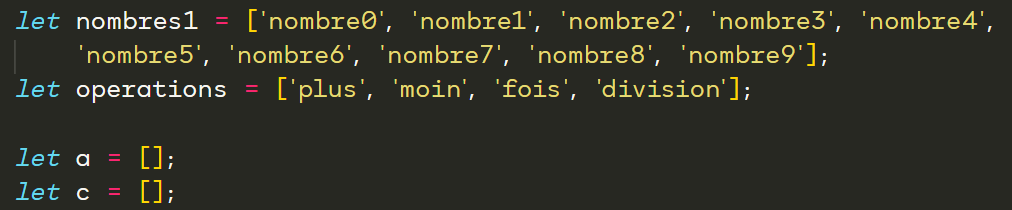 let nombres1 = ['nombre0', 'nombre1', 'nombre2', 'nombre3', 'nombre4',
'nombre5', 'nombre6', 'nombre7', 'nombre8', 'nombre9'];
let operations = ['plus', 'moin', 'fois', 'division'];
let a = [];
let c = [];